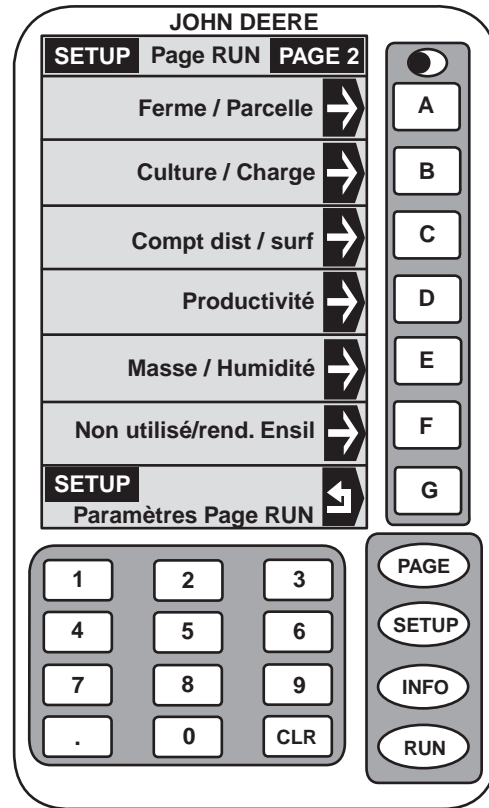 JOHN DEERE
SETUP Page RUN PAGE 2
Ferme / Parcelle
A
Culture / Charge
B
Compt dist / surf
C
Productivité
D
Masse / Humidité
E
Non utilisé/rend. Ensil
F
SETUP
Paramètres Page RUN
G
1 2 3
4 5 6
7 8 9
. 0 CLR
PAGE
SETUP
INFO
RUN